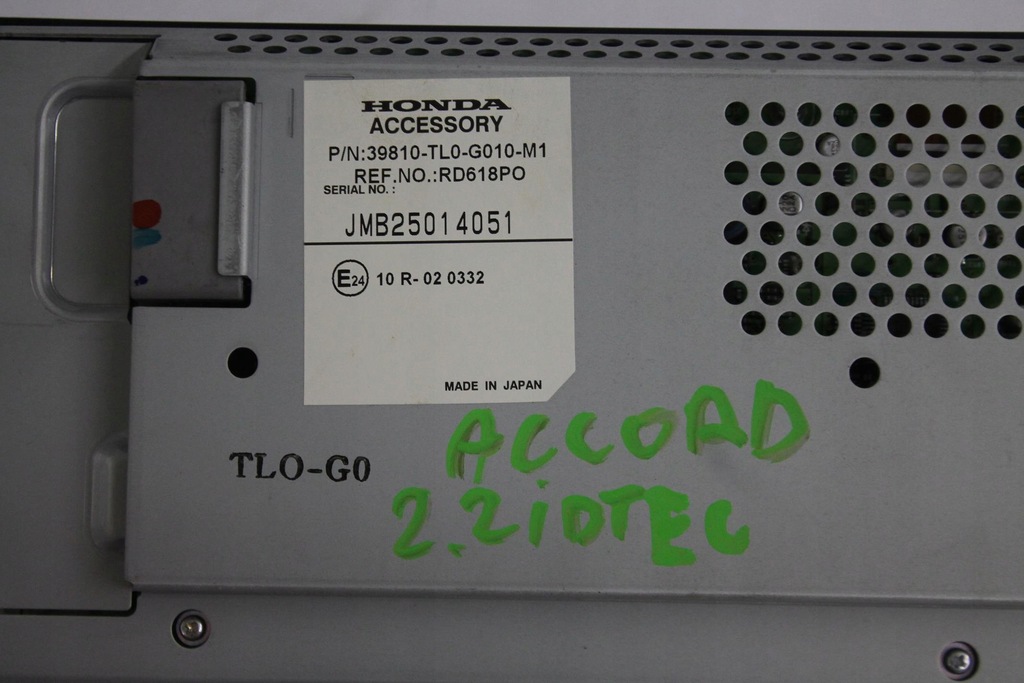 HONDA
ACCESSORY
P/N:39810-TL0-G010-M1
REF.NO.:RD618PO
SERIAL NO. :
JMB25014051
E24 10 R- 02 0332
MADE IN JAPAN
TLO-G0
ACCORD
2.2iDTEC